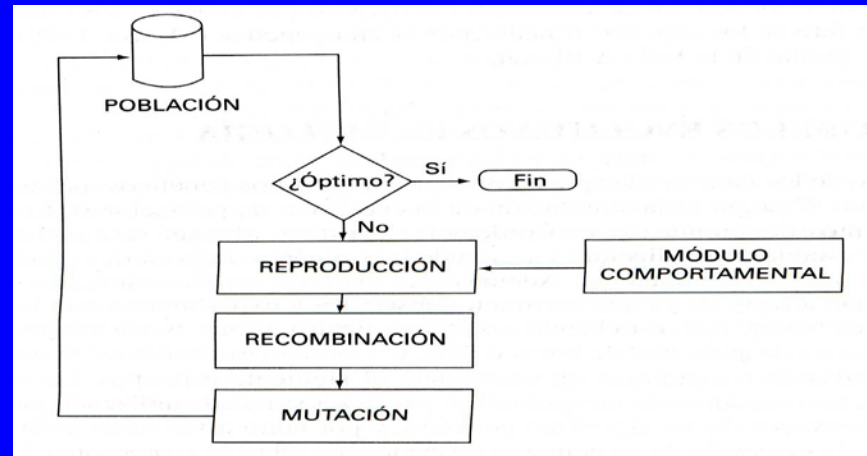 POBLACIÓN
¿Óptimo?
Sí
Fin
No
REPRODUCCIÓN
MÓDULO
COMPORTAMENTAL
RECOMBINACIÓN
MUTACIÓN